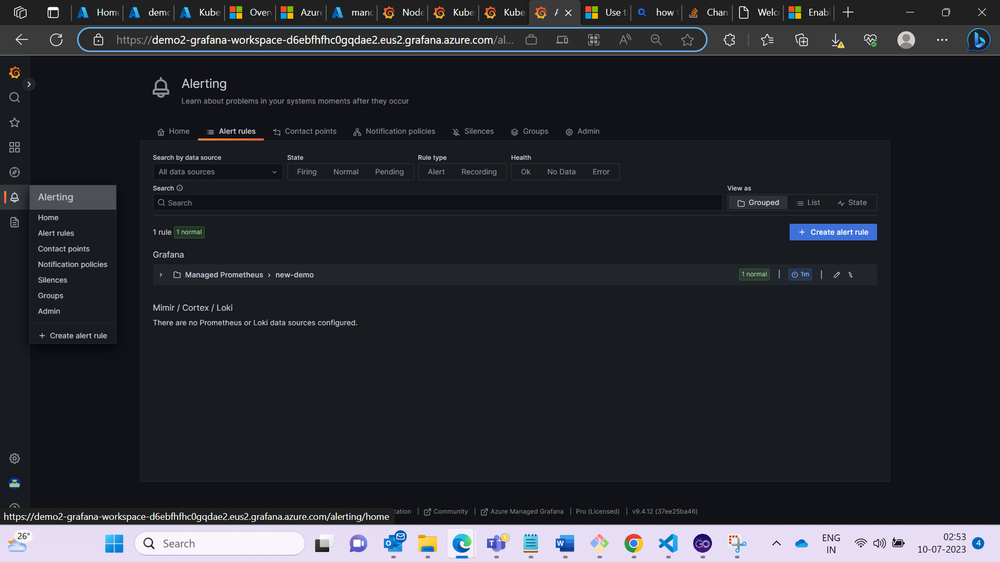 Home
demo
Kube
Over
Azure
manc
Node
Kube
Kube
A
Use t
how t
Chan
Welc
Enabl
https://demo2-grafana-workspace-d6ebfhfhc0gqdae2.eus2.grafana.azure.com/al...
Alerting
Learn about problems in your systems moments after they occur
Home
Alert rules
Contact points
Notification policies
Silences
Groups
Admin
Search by data source
State
Rule type
Health
All data sources
Firing
Normal
Pending
Alert
Recording
Ok
No Data
Error
Search
View as
Search
Grouped
List
State
Alerting
Home
Alert rules
Contact points
Notification policies
Silences
Groups
Admin
+ Create alert rule
1 rule 1 normal
+ Create alert rule
Grafana
Managed Prometheus > new-demo
1 normal
1m
Mimir / Cortex / Loki
There are no Prometheus or Loki data sources configured.
tation | Community | Azure Managed Grafana | Pro (Licensed) | v9.4.12 (37ee25ba46)
https://demo2-grafana-workspace-d6ebfhfhc0gqdae2.eus2.grafana.azure.com/alerting/home
26°
Search
ENG
IN
02:53
10-07-2023
4